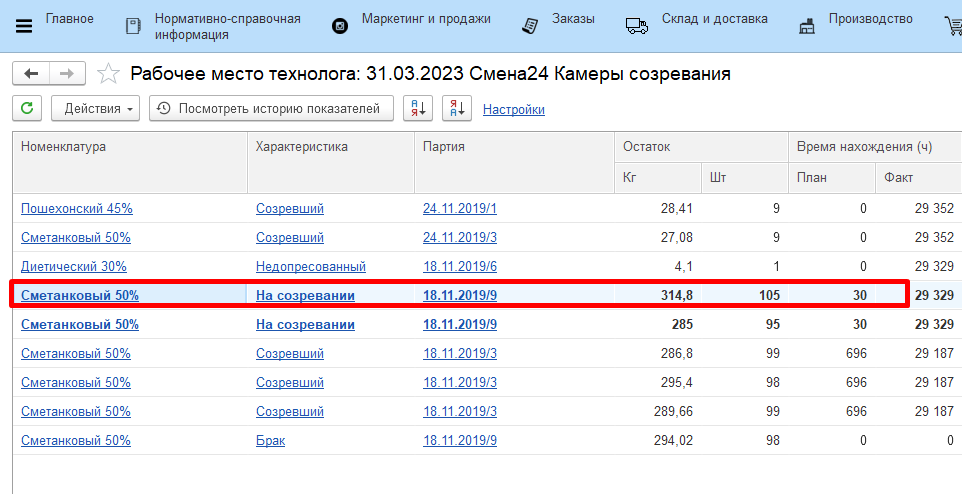 Главное
Нормативно-справочная
информация
Маркетинг и продажи
Заказы
Склад и доставка
Производство
Рабочее место технолога: 31.03.2023 Смена24 Камеры созревания
Действия
Посмотреть историю показателей
А Я
Я А
Настройки
Номенклатура Характеристика Партия Остаток Время нахождения (ч)
Кг Шт План Факт
Пошехонский 45% Созревший 24.11.2019/1 28,41 9 0 29 352
Сметанковый 50% Созревший 24.11.2019/3 27,08 9 0 29 352
Диетический 30% Недопресованный 18.11.2019/6 4,1 1 0 29 329
Сметанковый 50% На созревании 18.11.2019/9 314,8 105 30 29 329
Сметанковый 50% На созревании 18.11.2019/9 285 95 30 29 329
Сметанковый 50% Созревший 18.11.2019/3 286,8 99 696 29 187
Сметанковый 50% Созревший 18.11.2019/3 295,4 98 696 29 187
Сметанковый 50% Созревший 18.11.2019/3 289,66 99 696 29 187
Сметанковый 50% Брак 18.11.2019/9 294,02 98 0 0